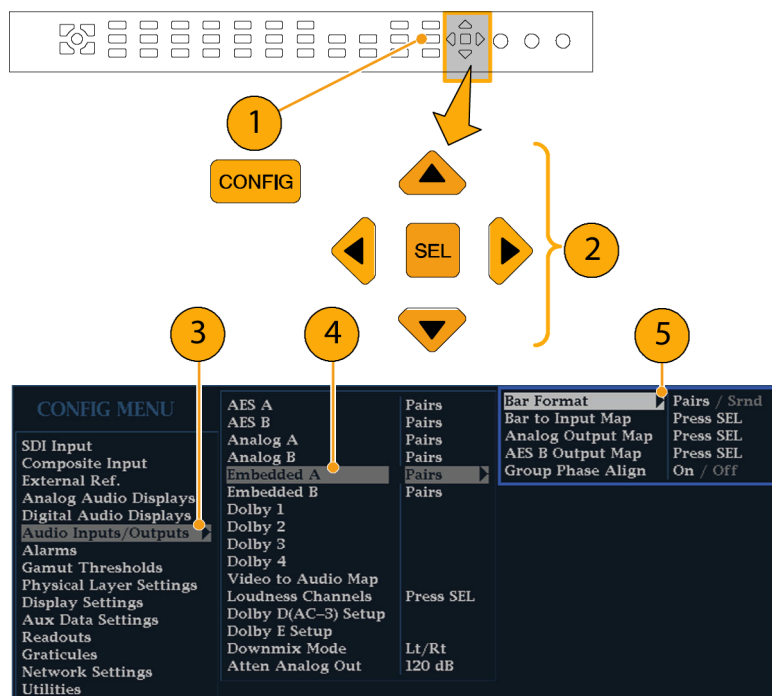 1
CONFIG
SEL
2
3
4
5
CONFIG MENU
SDI Input
Composite Input
External Ref.
Analog Audio Displays
Digital Audio Displays
Audio Inputs/Outputs
Alarms
Gamut Thresholds
Physical Layer Settings
Display Settings
Aux Data Settings
Readouts
Graticules
Network Settings
Utilities
AES A Pairs
AES B Pairs
Analog A Pairs
Analog B Pairs
Embedded A Pairs
Embedded B Pairs
Dolby 1
Dolby 2
Dolby 3
Dolby 4
Video to Audio Map
Loudness Channels Press SEL
Dolby D(AC–3) Setup
Dolby E Setup
Downmix Mode Lt/Rt
Atten Analog Out 120 dB
Bar Format Pairs / Srnd
Bar to Input Map Press SEL
Analog Output Map Press SEL
AES B Output Map Press SEL
Group Phase Align On / Off